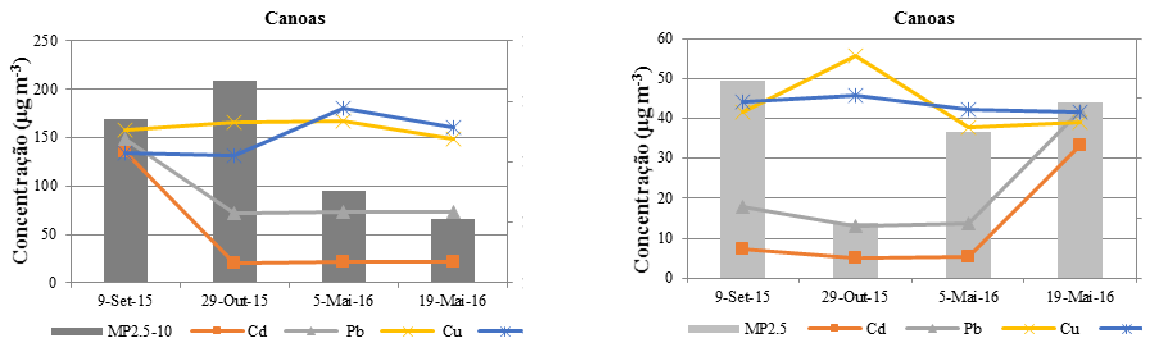 Canoas
Concentração (µg m-3)
250
200
150
100
50
0
9-Set-15 29-Out-15 5-Mai-16 19-Mai-16
MP2.5-10 Cd Pb Cu
Canoas
Concentração (µg m-3)
60
50
40
30
20
10
0
9-Set-15 29-Out-15 5-Mai-16 19-Mai-16
MP2.5 Cd Pb Cu